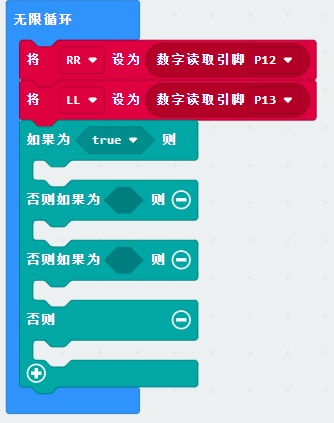 无限循环
将 RR 设为 数字读取引脚 P12
将 LL 设为 数字读取引脚 P13
如果为 true 则
否则如果为 则
否则如果为 则
否则